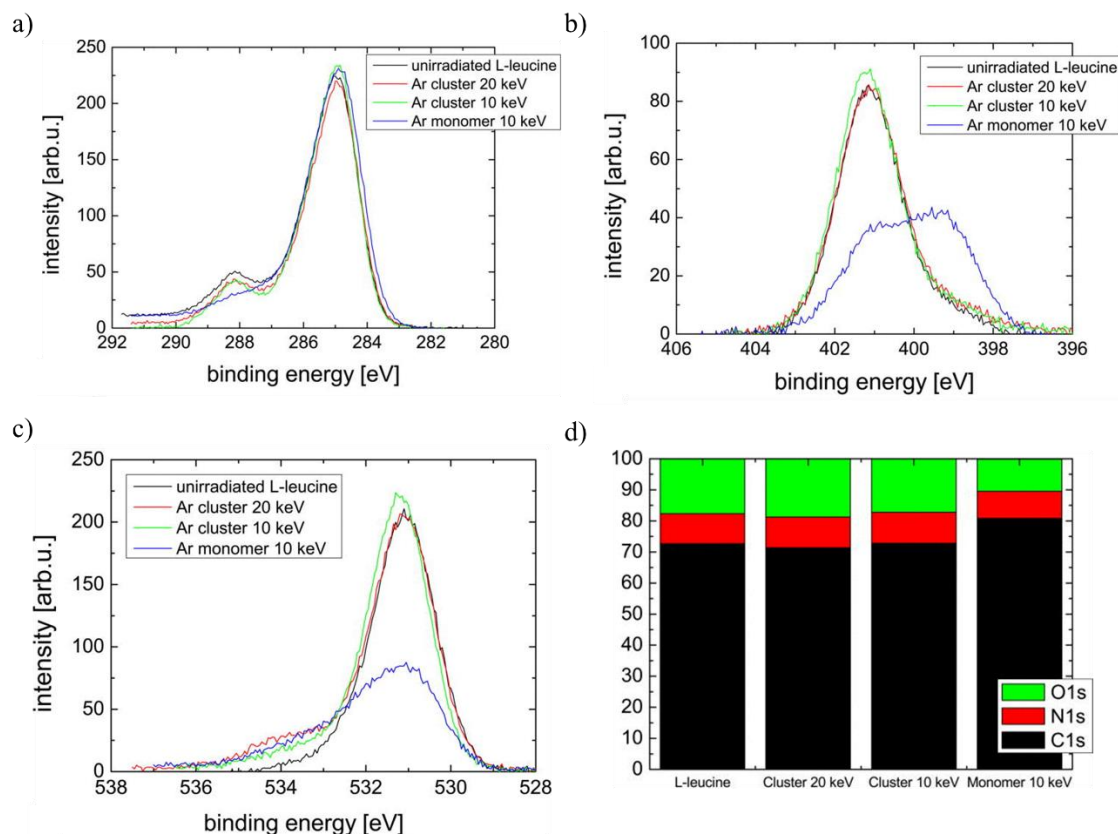 a)
250
200
150
100
50
0
292 290 288 286 284 282 280
intensity [arb.u.]
binding energy [eV]
unirradiated L-leucine
Ar cluster 20 keV
Ar cluster 10 keV
Ar monomer 10 keV
b)
100
80
60
40
20
0
406 404 402 400 398 396
intensity [arb.u.]
binding energy [eV]
unirradiated L-leucine
Ar cluster 20 keV
Ar cluster 10 keV
Ar monomer 10 keV
c)
250
200
150
100
50
0
538 536 534 532 530 528
intensity [arb.u.]
binding energy [eV]
unirradiated L-leucine
Ar cluster 20 keV
Ar cluster 10 keV
Ar monomer 10 keV
d)
100
90
80
70
60
50
40
30
20
10
0
O1s
N1s
C1s
L-leucine Cluster 20 keV Cluster 10 keV Monomer 10 keV